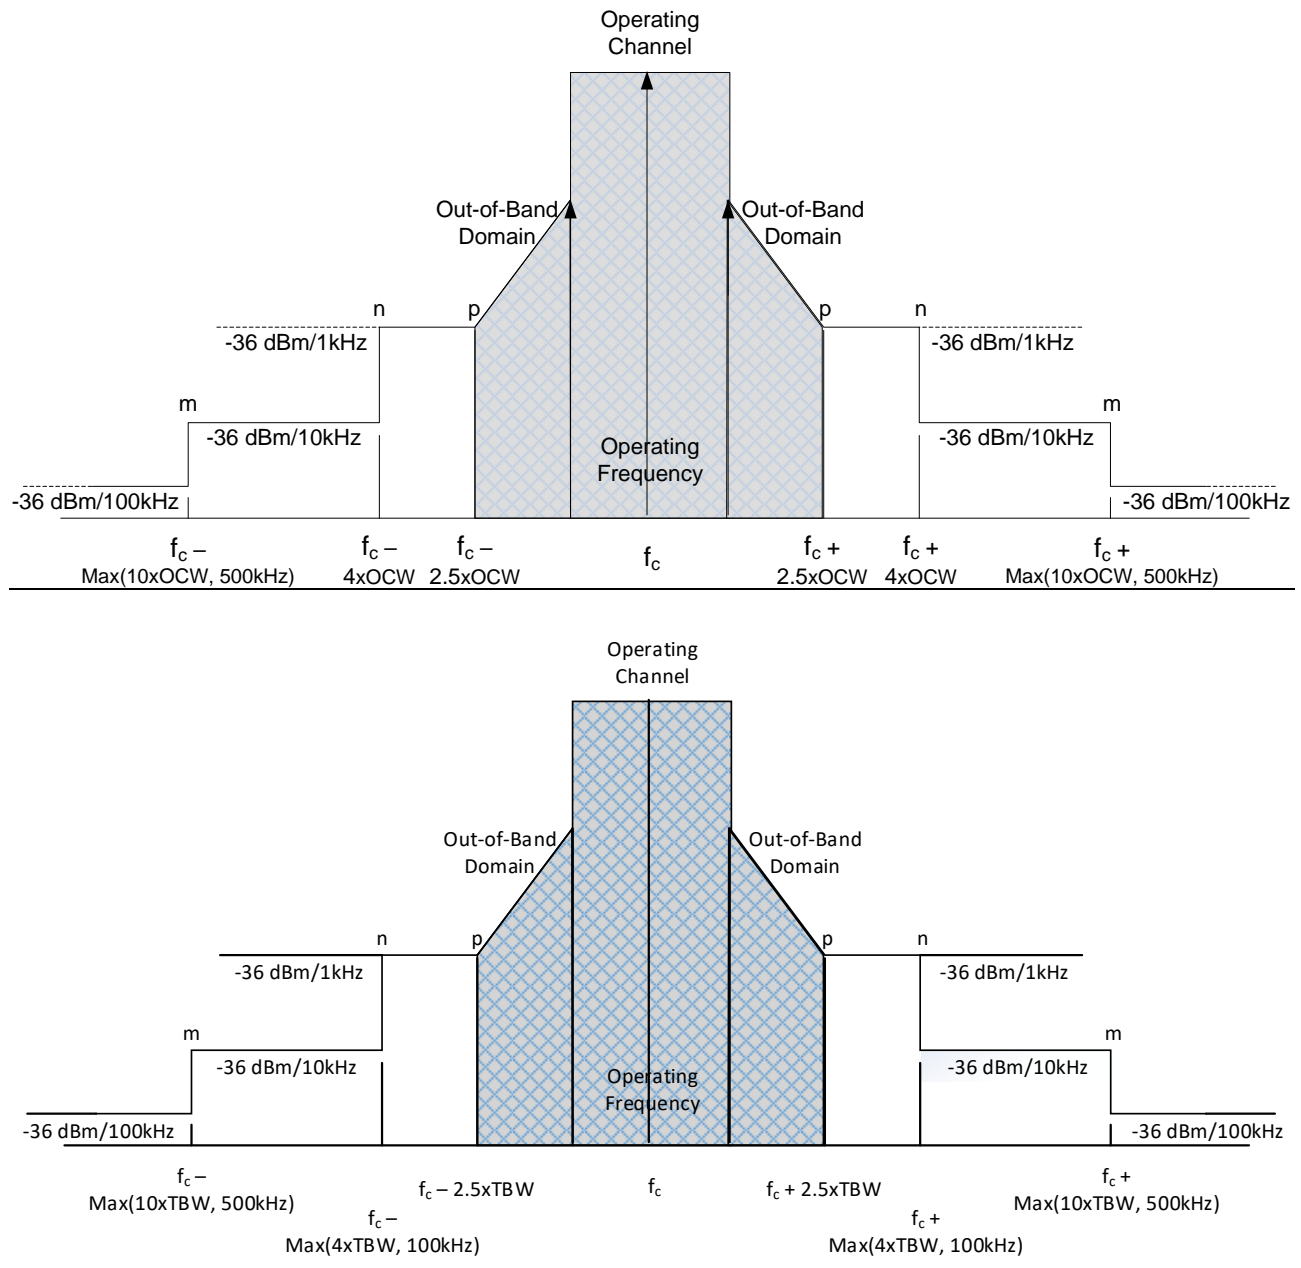 Operating
Channel
Out-of-Band
Domain
Out-of-Band
Domain
n
p
p
n
-36 dBm/1kHz
-36 dBm/1kHz
m
m
-36 dBm/10kHz
Operating
Frequency
-36 dBm/10kHz
-36 dBm/100kHz
-36 dBm/100kHz
fc –
Max(10xOCW, 500kHz)
fc –
4xOCW
fc –
2.5xOCW
fc
fc +
2.5xOCW
fc +
4xOCW
fc +
Max(10xOCW, 500kHz)
Operating
Channel
Out-of-Band
Domain
Out-of-Band
Domain
n
p
p
n
-36 dBm/1kHz
-36 dBm/1kHz
m
m
-36 dBm/10kHz
Operating
Frequency
-36 dBm/10kHz
-36 dBm/100kHz
-36 dBm/100kHz
fc –
Max(10xTBW, 500kHz)
fc –
Max(4xTBW, 100kHz)
fc – 2.5xTBW
fc
fc + 2.5xTBW
fc +
Max(4xTBW, 100kHz)
fc +
Max(10xTBW, 500kHz)